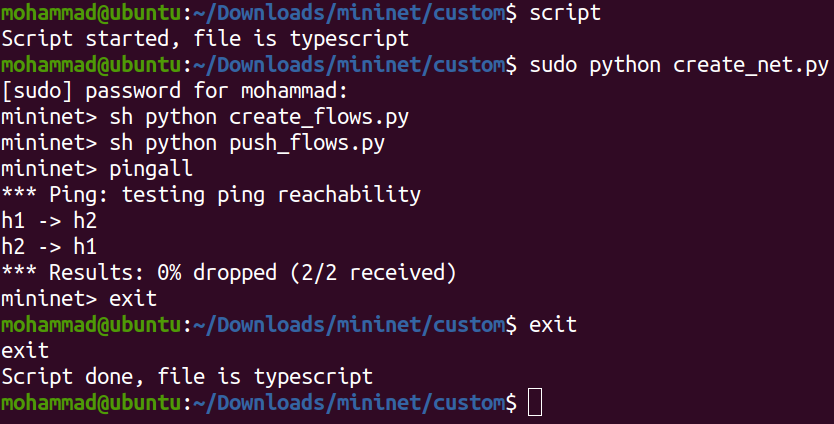 mohammad@ubuntu:~/Downloads/mininet/custom$ script
Script started, file is typescript
mohammad@ubuntu:~/Downloads/mininet/custom$ sudo python create_net.py
[sudo] password for mohammad:
mininet> sh python create_flows.py
mininet> sh python push_flows.py
mininet> pingall
*** Ping: testing ping reachability
h1 -> h2
h2 -> h1
*** Results: 0% dropped (2/2 received)
mininet> exit
mohammad@ubuntu:~/Downloads/mininet/custom$ exit
exit
Script done, file is typescript
mohammad@ubuntu:~/Downloads/mininet/custom$